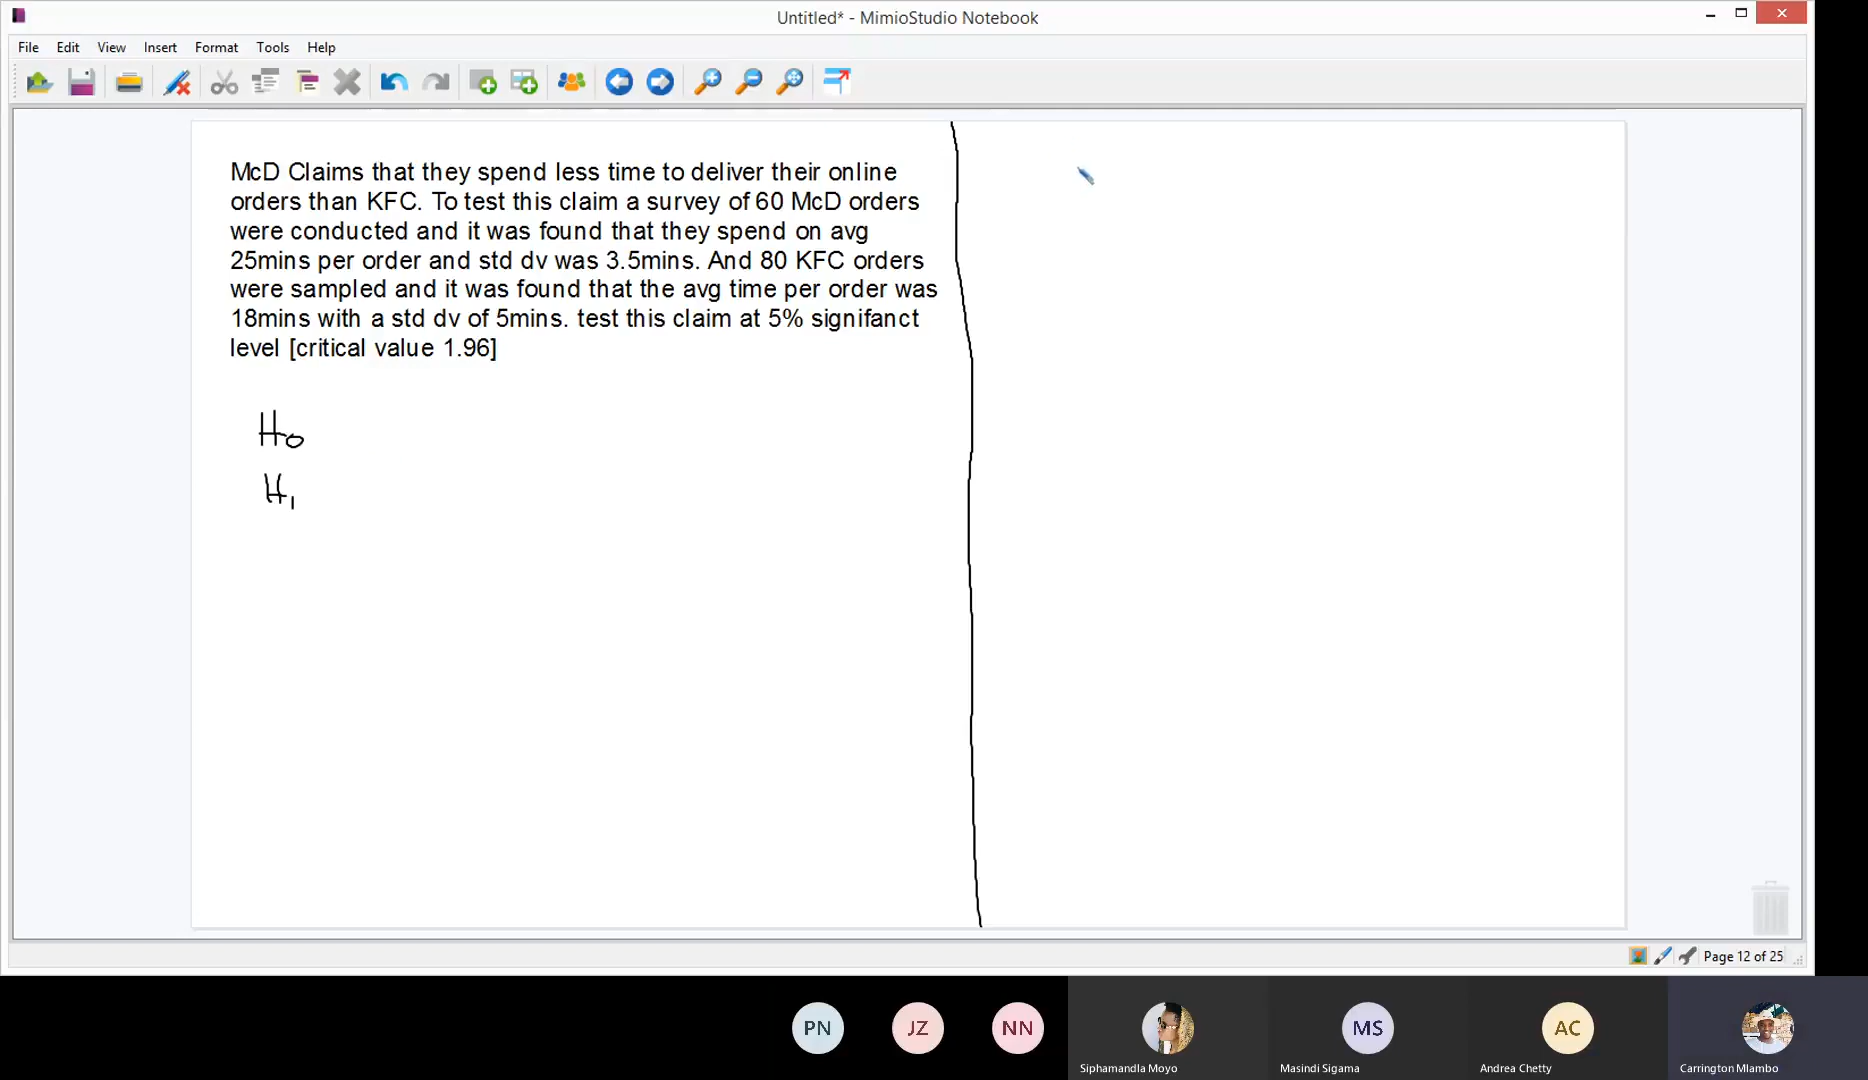 Untitled* - MimioStudio Notebook
File Edit View Insert Format Tools Help
McD Claims that they spend less time to deliver their online
orders than KFC. To test this claim a survey of 60 McD orders
were conducted and it was found that they spend on avg
25mins per order and std dv was 3.5mins. And 80 KFC orders
were sampled and it was found that the avg time per order was
18mins with a std dv of 5mins. test this claim at 5% signifanct
level [critical value 1.96]
H0
H1
Page 12 of 25
PN JZ NN MS AC
Siphamandla Moyo Masindi Sigama Andrea Chetty Carrington Mlambo